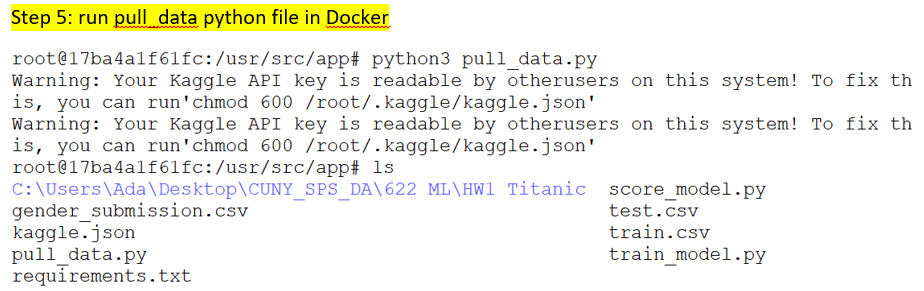 Step 5: run pull_data python file in Docker
root@17ba4a1f61fc:/usr/src/app# python3 pull_data.py
Warning: Your Kaggle API key is readable by otherusers on this system! To fix th
is, you can run'chmod 600 /root/.kaggle/kaggle.json'
Warning: Your Kaggle API key is readable by otherusers on this system! To fix th
is, you can run'chmod 600 /root/.kaggle/kaggle.json'
root@17ba4a1f61fc:/usr/src/app# ls
C:\Users\Ada\Desktop\CUNY_SPS_DA\622 ML\HW1 Titanic  score_model.py
gender_submission.csv  test.csv
kaggle.json  train.csv
pull_data.py  train_model.py
requirements.txt